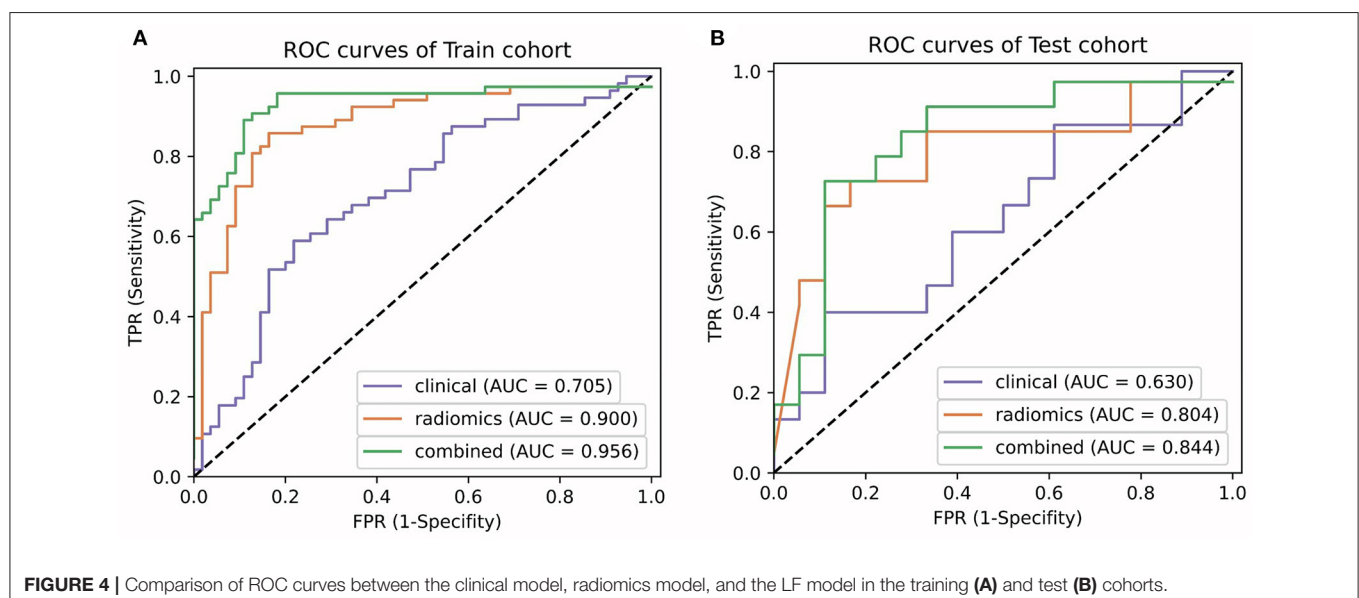 A
ROC curves of Train cohort
1.0
0.8
0.6
0.4
0.2
0.0
TPR (Sensitivity)
clinical (AUC = 0.705)
radiomics (AUC = 0.900)
combined (AUC = 0.956)
0.0 0.2 0.4 0.6 0.8 1.0
FPR (1-Specifity)
B
ROC curves of Test cohort
1.0
0.8
0.6
0.4
0.2
0.0
TPR (Sensitivity)
clinical (AUC = 0.630)
radiomics (AUC = 0.804)
combined (AUC = 0.844)
0.0 0.2 0.4 0.6 0.8 1.0
FPR (1-Specifity)
FIGURE 4 | Comparison of ROC curves between the clinical model, radiomics model, and the LF model in the training (A) and test (B) cohorts.